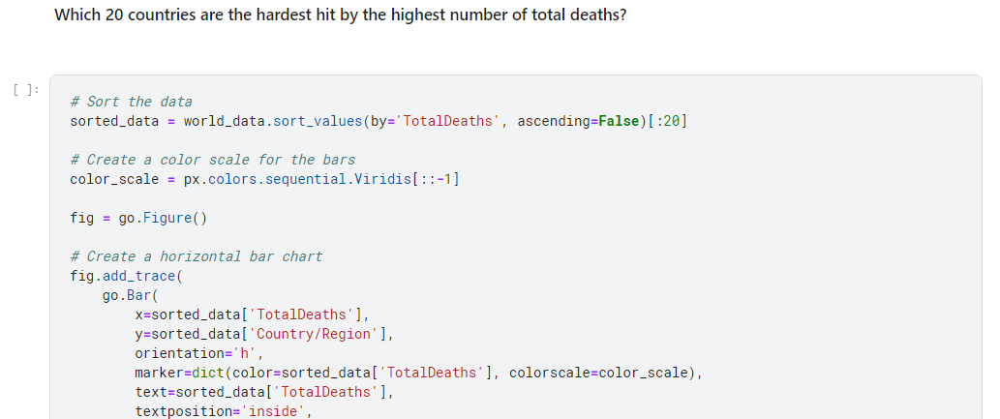 Which 20 countries are the hardest hit by the highest number of total deaths?
[ ]:
# Sort the data
sorted_data = world_data.sort_values(by='TotalDeaths', ascending=False)[:20]
# Create a color scale for the bars
color_scale = px.colors.sequential.Viridis[::-1]
fig = go.Figure()
# Create a horizontal bar chart
fig.add_trace(
    go.Bar(
        x=sorted_data['TotalDeaths'],
        y=sorted_data['Country/Region'],
        orientation='h',
        marker=dict(color=sorted_data['TotalDeaths'], colorscale=color_scale),
        text=sorted_data['TotalDeaths'],
        textposition='inside',